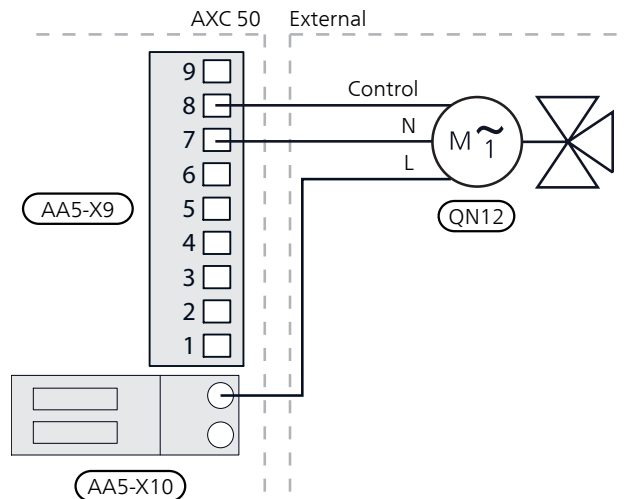 AXC 50 External
9
8
Control
7
N
6
L
M ~ 1
AA5-X9
5
QN12
4
3
2
1
AA5-X10